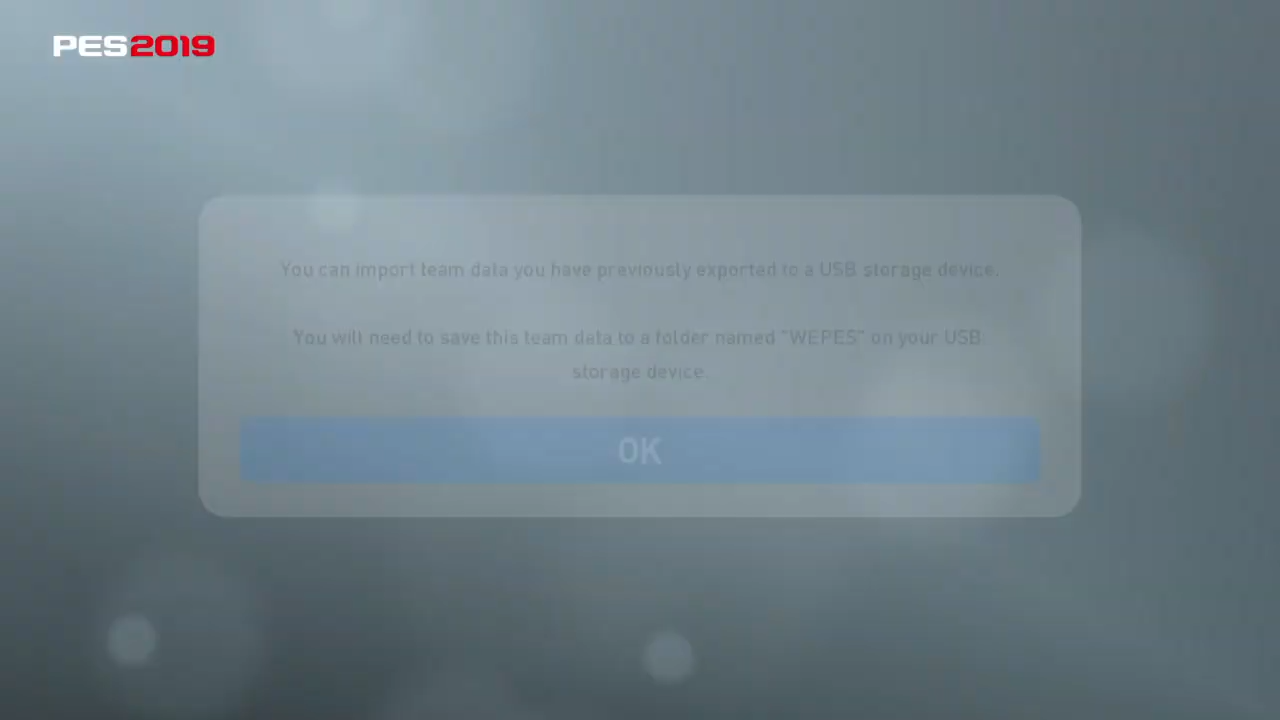 PES2019
You can import team data you have previously exported to a USB storage device.
You will need to save this team data to a folder named "WEPES" on your USB
storage device.
OK